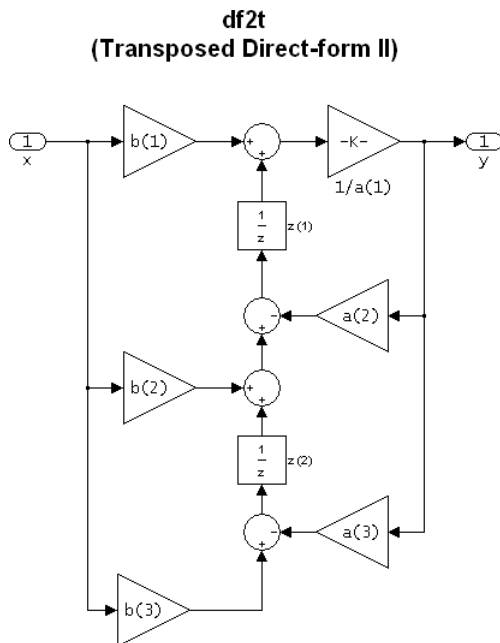 df2t
(Transposed Direct-form II)
1
x
b(1)
+
+
-K-
1/a(1)
1
y
1
z
z(1)
-
+
a(2)
b(2)
+
+
1
z
z(2)
-
+
a(3)
b(3)